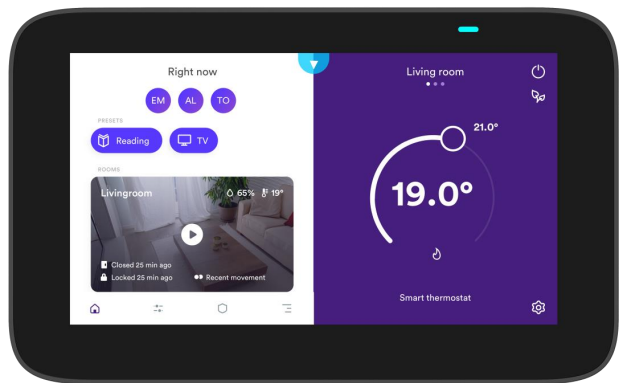 Right now
EM AL TO
PRESETS
Reading TV
ROOMS
Livingroom 65% 19°
Closed 25 min ago
Locked 25 min ago Recent movement
Living room
21.0°
19.0°
Smart thermostat